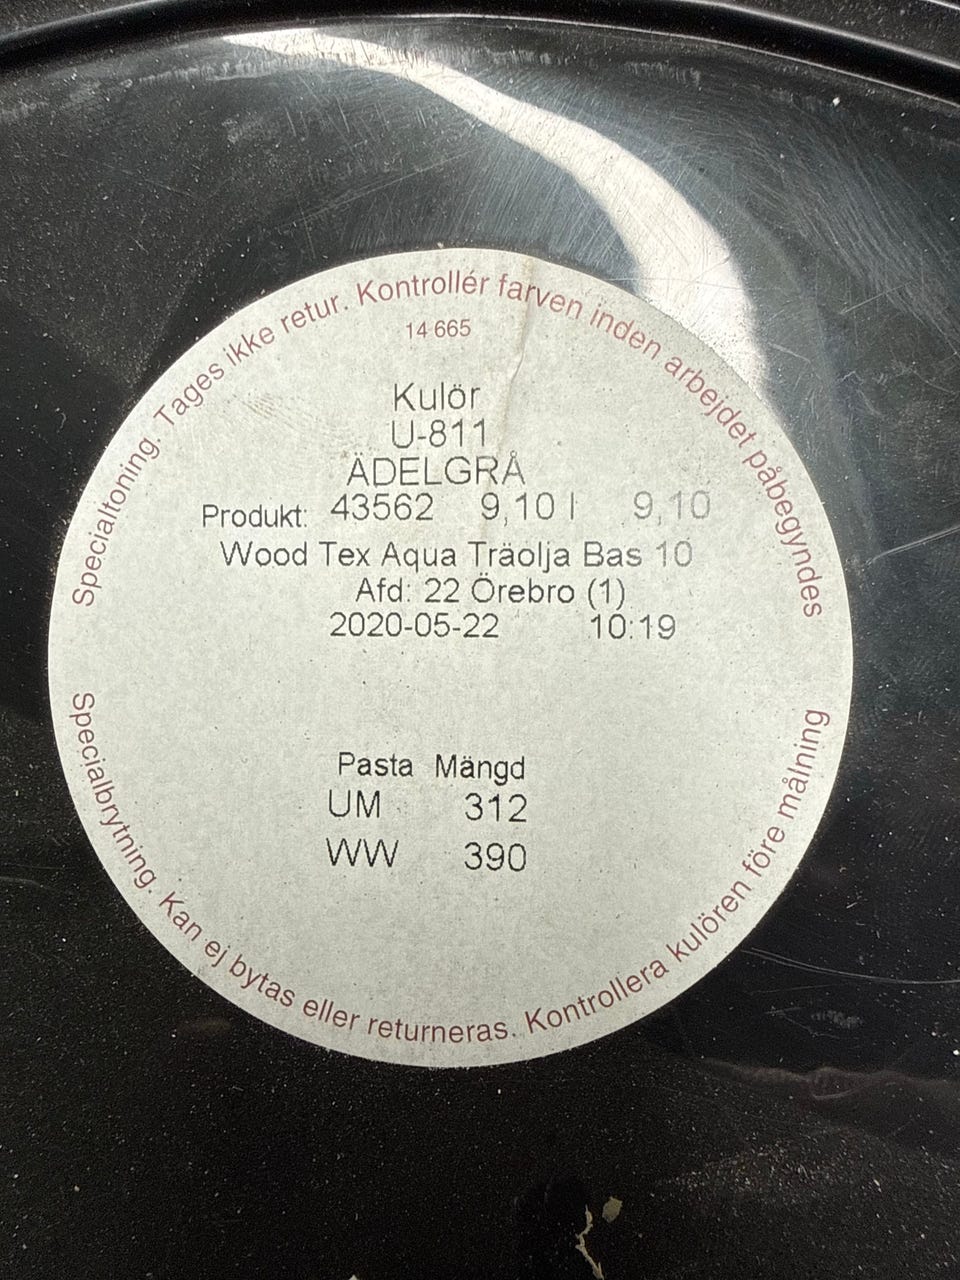 Specialtoning. Tages ikke retur. Kontrollér farven inden arbejdet påbegyndes
14 665
Kulör
U-811
ÄDELGRÅ
Produkt: 43562 9,10 l 9,10
Wood Tex Aqua Träolja Bas 10
Afd: 22 Örebro (1)
2020-05-22 10:19
Pasta Mängd
UM 312
WW 390
Specialbrytning. Kan ej bytas eller returneras. Kontrollera kulören före målning